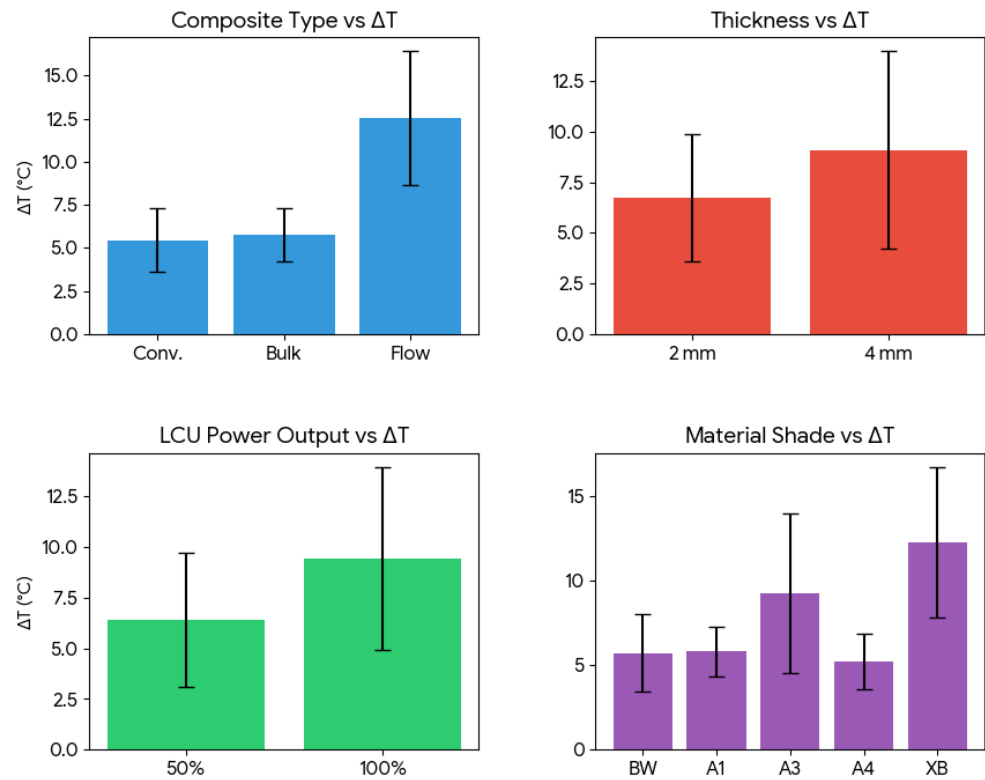 Composite Type vs ΔT
ΔT (°C)
15.0
12.5
10.0
7.5
5.0
2.5
0.0
Conv. Bulk Flow
Thickness vs ΔT
12.5
10.0
7.5
5.0
2.5
0.0
2 mm 4 mm
LCU Power Output vs ΔT
ΔT (°C)
12.5
10.0
7.5
5.0
2.5
0.0
50% 100%
Material Shade vs ΔT
15
10
5
0
BW A1 A3 A4 XB